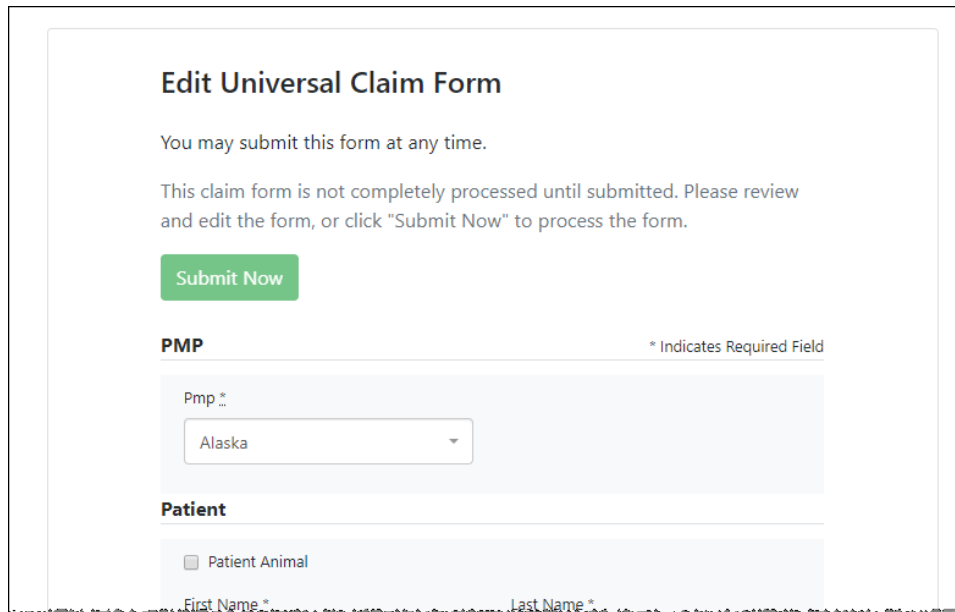 Edit Universal Claim Form
You may submit this form at any time.
This claim form is not completely processed until submitted. Please review
and edit the form, or click "Submit Now" to process the form.
Submit Now
PMP
* Indicates Required Field
Pmp *
Alaska
Patient
Patient Animal
First Name *
Last Name *